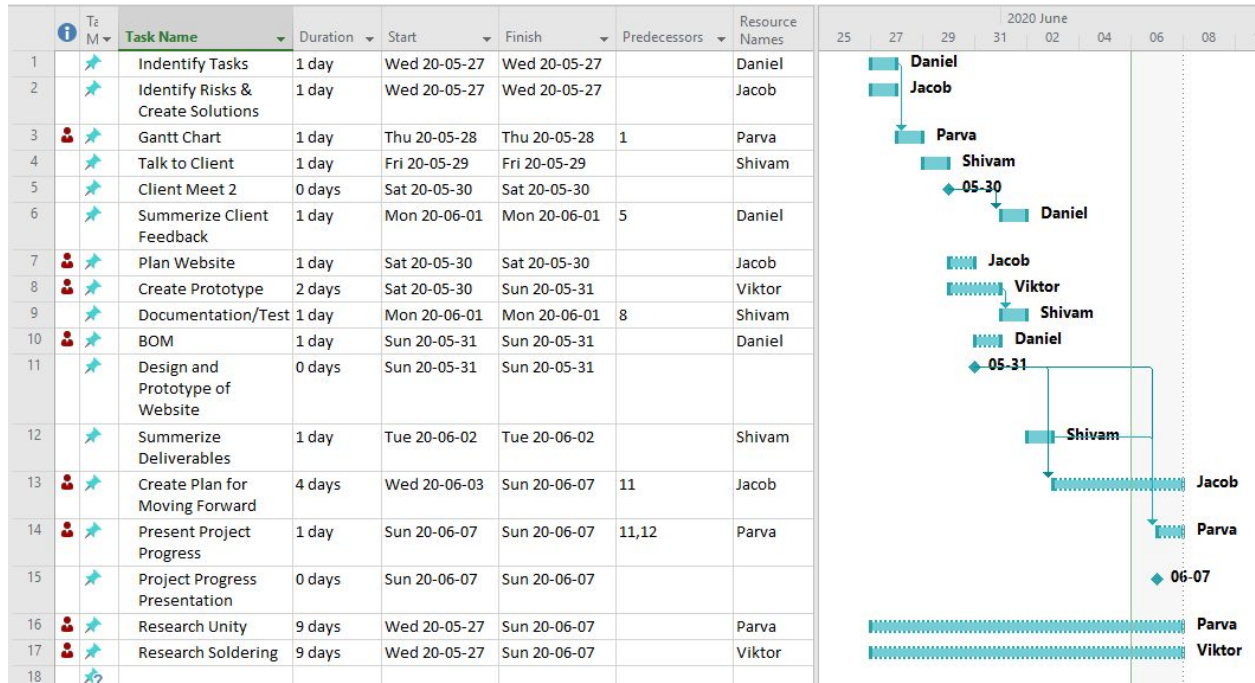 2020 June
Ta M Task Name Duration Start Finish Predecessors Resource Names 25 27 29 31 02 04 06 08
1 Indentify Tasks 1 day Wed 20-05-27 Wed 20-05-27 Daniel Daniel
2 Identify Risks & Create Solutions 1 day Wed 20-05-27 Wed 20-05-27 Jacob Jacob
3 Gantt Chart 1 day Thu 20-05-28 Thu 20-05-28 1 Parva Parva
4 Talk to Client 1 day Fri 20-05-29 Fri 20-05-29 Shivam Shivam
5 Client Meet 2 0 days Sat 20-05-30 Sat 20-05-30 05-30
6 Summerize Client Feedback 1 day Mon 20-06-01 Mon 20-06-01 5 Daniel Daniel
7 Plan Website 1 day Sat 20-05-30 Sat 20-05-30 Jacob Jacob
8 Create Prototype 2 days Sat 20-05-30 Sun 20-05-31 Viktor Viktor
9 Documentation/Test 1 day Mon 20-06-01 Mon 20-06-01 8 Shivam Shivam
10 BOM 1 day Sun 20-05-31 Sun 20-05-31 Daniel Daniel
11 Design and Prototype of Website 0 days Sun 20-05-31 Sun 20-05-31 05-31
12 Summerize Deliverables 1 day Tue 20-06-02 Tue 20-06-02 Shivam Shivam
13 Create Plan for Moving Forward 4 days Wed 20-06-03 Sun 20-06-07 11 Jacob Jacob
14 Present Project Progress 1 day Sun 20-06-07 Sun 20-06-07 11,12 Parva Parva
15 Project Progress Presentation 0 days Sun 20-06-07 Sun 20-06-07 06-07
16 Research Unity 9 days Wed 20-05-27 Sun 20-06-07 Parva Parva
17 Research Soldering 9 days Wed 20-05-27 Sun 20-06-07 Viktor Viktor
18